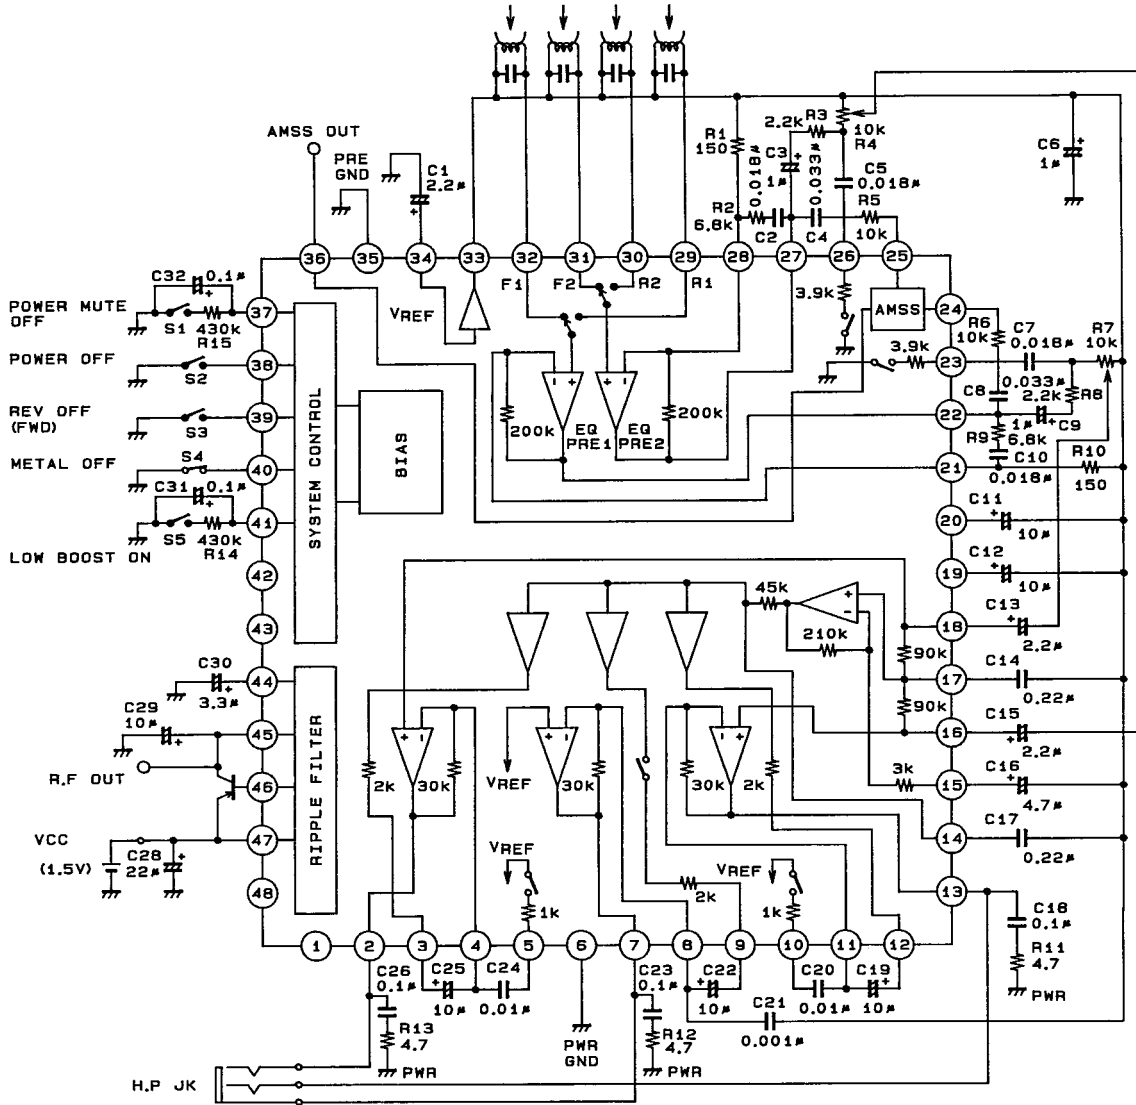 AMSS OUT
PRE
GND
C1
2.2μ
R1
150
0.018μ
C3
1μ
2.2k
R3
0.033μ
10k
R4
C5
0.018μ
C6
1μ
R2
6.8k
C2
C4
R5
10k
36
35
34
33
32
31
30
29
28
27
26
25
C32
0.1μ
F1
F2
R2
R1
VREF
3.9k
AMSS
POWER MUTE
OFF
S1
430k
R15
37
24
R6
10k
C7
0.018μ
R7
10k
POWER OFF
S2
38
3.9k
23
C8
0.033μ
2.2k
R8
REV OFF
(FWD)
S3
39
SYSTEM CONTROL
BIAS
200k
EQ
PRE1
EQ
PRE2
200k
22
1μ
C9
R9
6.8k
C10
0.018μ
R10
150
METAL OFF
S4
40
21
C31
0.1μ
S5
430k
R14
41
LOW BOOST ON
C11
20
10μ
42
C12
19
10μ
43
45k
210k
C13
18
2.2μ
90k
C30
3.3μ
44
C14
17
0.22μ
90k
C29
10μ
45
RIPPLE FILTER
C15
16
2.2μ
R.F OUT
46
2k
30k
VREF
30k
30k
2k
3k
C16
15
4.7μ
VCC
(1.5V)
C28
22μ
47
C17
14
0.22μ
48
VREF
1k
2k
VREF
1k
13
C18
0.1μ
R11
4.7
PWR
1
2
3
4
5
6
7
8
9
10
11
12
C26
0.1μ
C25
10μ
C24
0.01μ
C23
0.1μ
C22
10μ
C20
0.01μ
C19
10μ
C21
0.001μ
R13
4.7
PWR
PWR
GND
R12
4.7
PWR
H.P JK